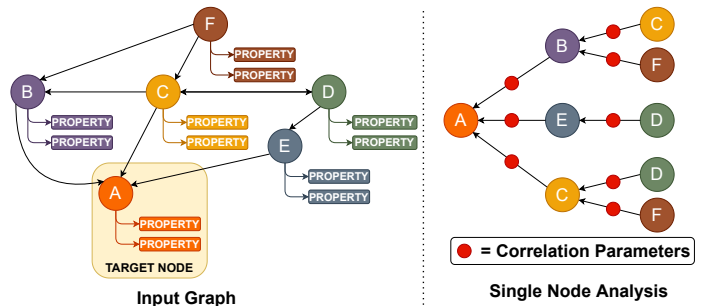 F
PROPERTY
PROPERTY
B
PROPERTY
PROPERTY
C
PROPERTY
PROPERTY
D
PROPERTY
PROPERTY
E
PROPERTY
PROPERTY
A
PROPERTY
PROPERTY
TARGET NODE
Input Graph
C
B
F
A
E
D
D
C
F
= Correlation Parameters
Single Node Analysis